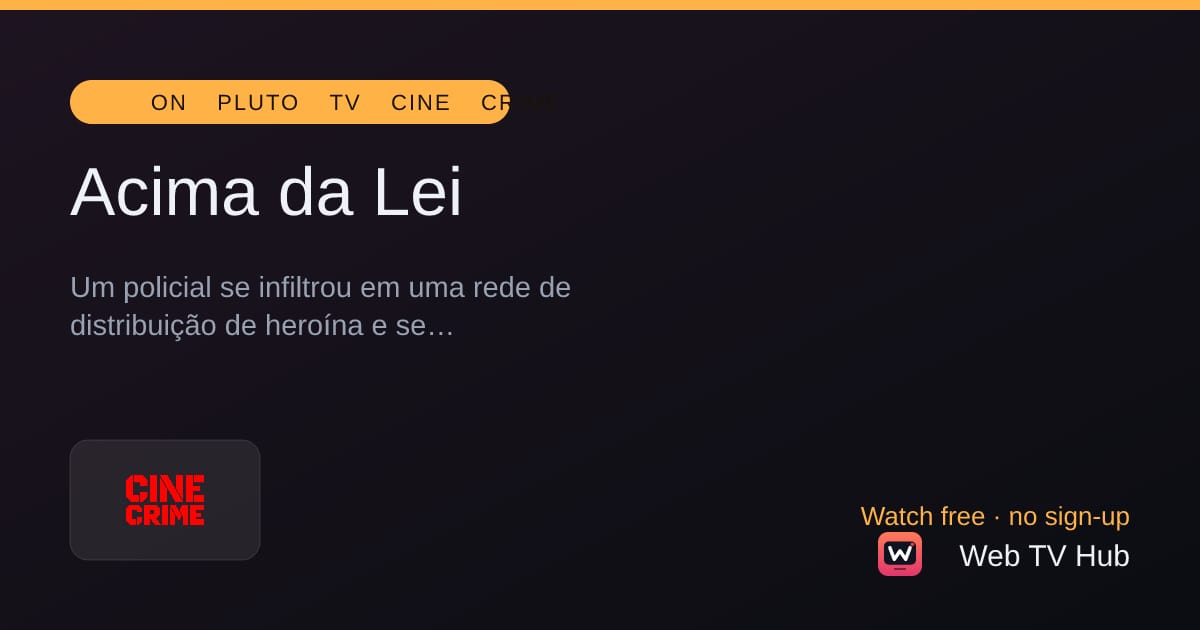 ON PLUTO TV CINE CRIME
Acima da Lei
Um policial se infiltrou em uma rede de
distribuição de heroína e se…
CINE
CRIME
Watch free · no sign-up
W
Web TV Hub